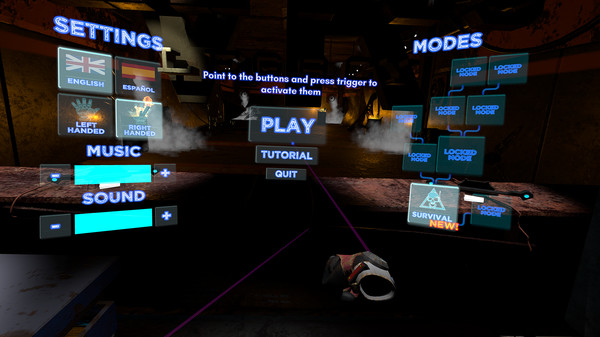 SETTINGS
ENGLISH
ESPAÑOL
LEFT
HANDED
RIGHT
HANDED
MUSIC
-
+
SOUND
-
+
Point to the buttons and press trigger to
activate them
PLAY
TUTORIAL
QUIT
MODES
LOCKED
MODE
LOCKED
MODE
LOCKED
MODE
LOCKED
MODE
LOCKED
MODE
LOCKED
MODE
SURVIVAL
NEW!
LOCKED
MODE